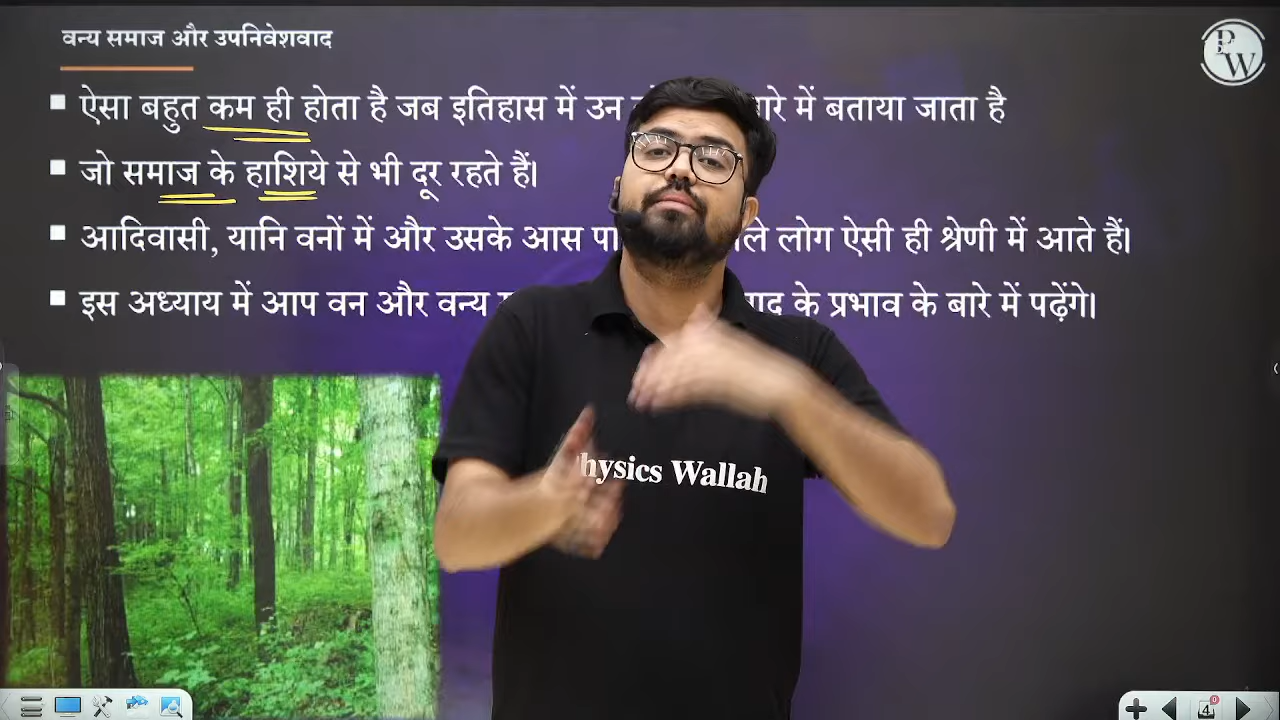 वन्य समाज और उपनिवेशवाद
PW
ऐसा बहुत कम ही होता है जब इतिहास में उन बारे में बताया जाता है
जो समाज के हाशिये से भी दूर रहते हैं।
आदिवासी, यानि वनों में और उसके आस लोग ऐसी ही श्रेणी में आते हैं।
इस अध्याय में आप वन और वन्य के प्रभाव के बारे में पढ़ेंगे।
Physics Wallah
4